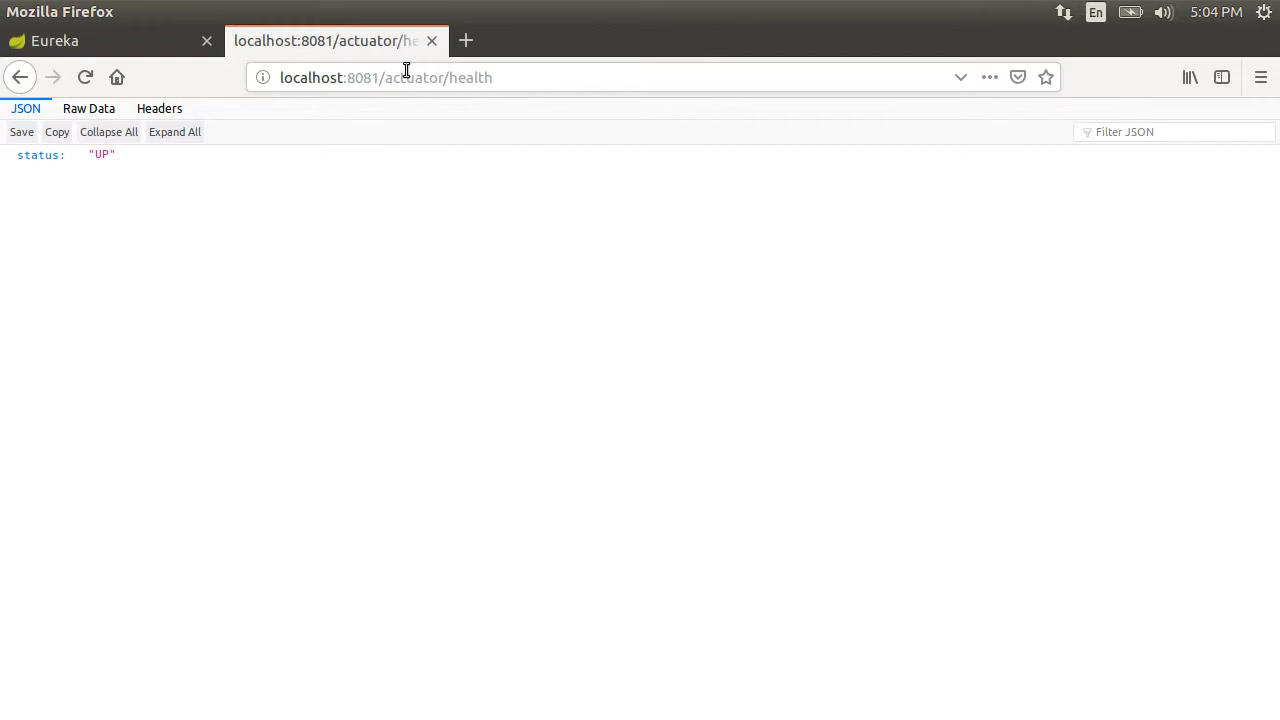 Mozilla Firefox
En
5:04 PM
Eureka
localhost:8081/actuator/he
localhost:8081/actuator/health
JSON Raw Data Headers
Save Copy Collapse All Expand All
Filter JSON
status: "UP"